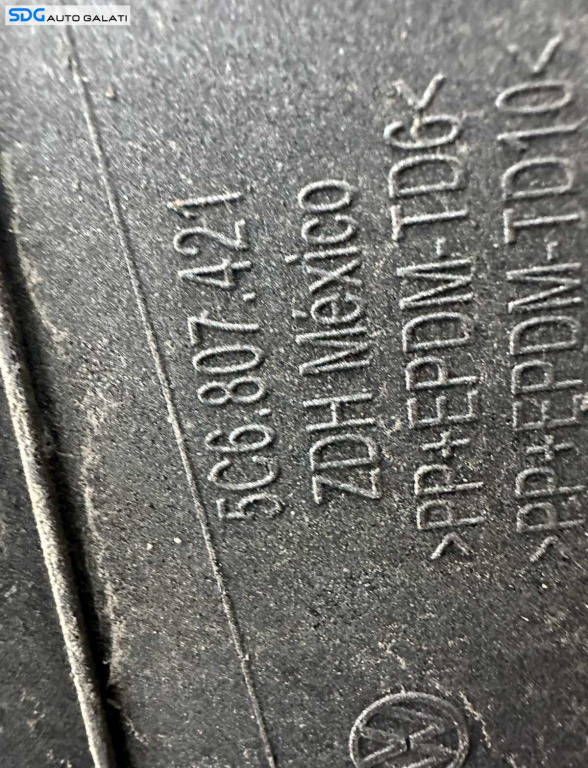 SDG AUTO GALATI
5C6.807.421
ZDH México
>PP+EPDM-TD6<
>PP+EPDM-TD10<